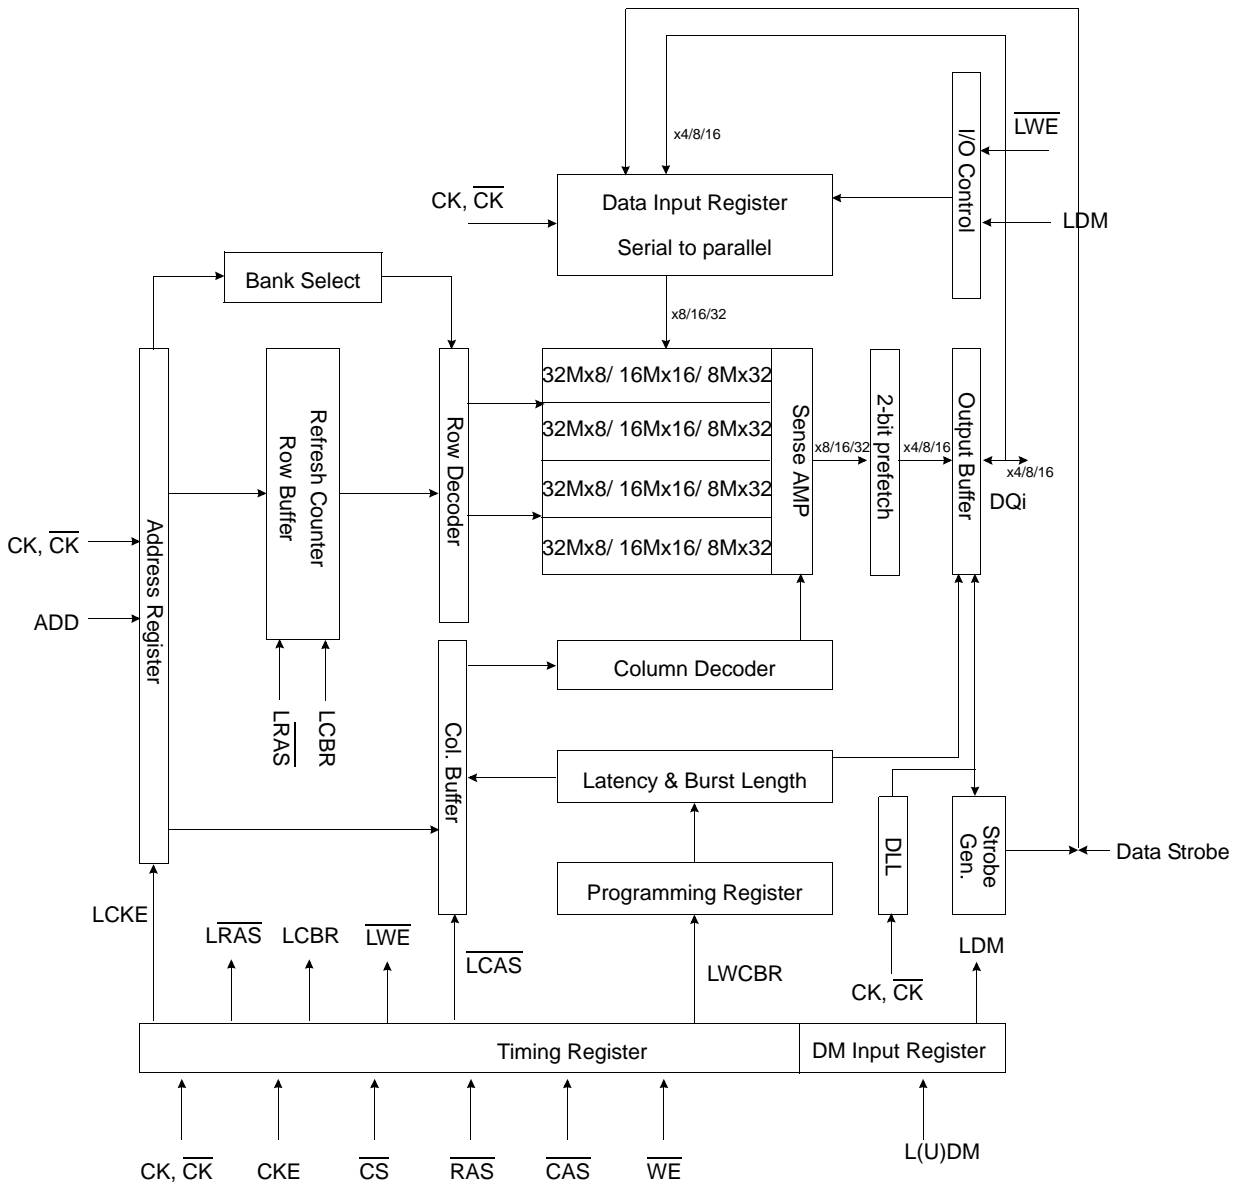 x4/8/16
LWE
I/O Control
CK, CK
Data Input Register
Serial to parallel
LDM
Bank Select
x8/16/32
Address Register
Refresh Counter
Row Buffer
Row Decoder
32Mx8/ 16Mx16/ 8Mx32
32Mx8/ 16Mx16/ 8Mx32
32Mx8/ 16Mx16/ 8Mx32
32Mx8/ 16Mx16/ 8Mx32
Sense AMP
x8/16/32
2-bit prefetch
x4/8/16
Output Buffer
x4/8/16
DQi
CK, CK
ADD
LRAS
LCBR
Col. Buffer
Column Decoder
Latency & Burst Length
Programming Register
DLL
Strobe
Gen.
Data Strobe
LCKE
LRAS
LCBR
LWE
LCAS
LWCBR
CK, CK
LDM
Timing Register
DM Input Register
CK, CK
CKE
CS
RAS
CAS
WE
L(U)DM